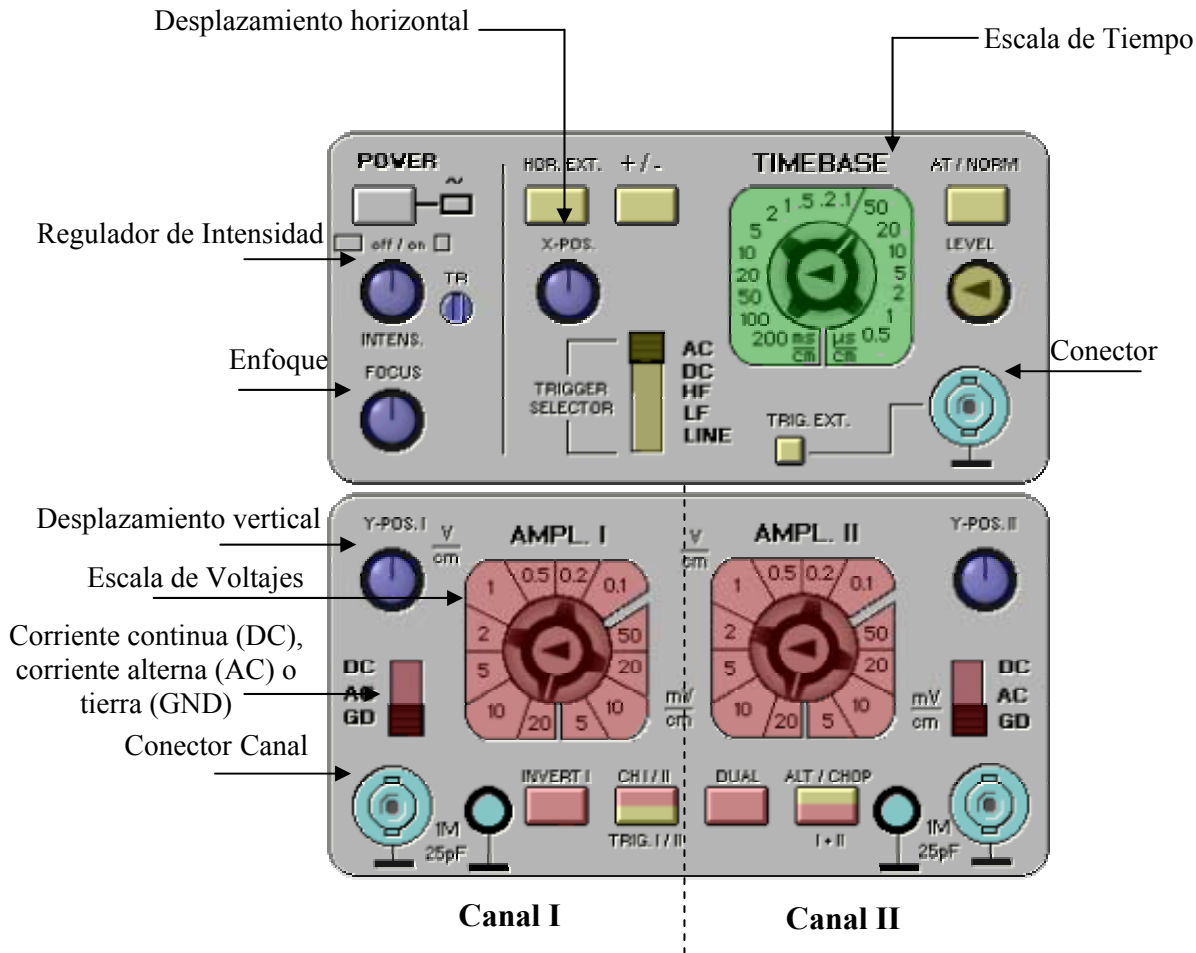 Desplazamiento horizontal
Escala de Tiempo
POWER
HOR. EXT. + / -
TIMEBASE
AT / NORM
~
Regulador de Intensidad
off / on
X-POS.
LEVEL
TR
INTENS.
.5 .2 .1
1
2
5
10
20
50
100
200 ms/cm
50
20
10
5
2
1
0.5
µs/cm
Enfoque
FOCUS
TRIGGER
SELECTOR
AC
DC
HF
LF
LINE
TRIG. EXT.
Conector
Desplazamiento vertical
Y-POS. I
V/cm
AMPL. I
V/cm
AMPL. II
Y-POS. II
Escala de Voltajes
1 0.5 0.2 0.1
2 50
5 20
10 20 5 10
mV/cm
1 0.5 0.2 0.1
2 50
5 20
10 20 5 10
mV/cm
Corriente continua (DC),
corriente alterna (AC) o
tierra (GND)
DC
AC
GD
DC
AC
GD
Conector Canal
INVERT I
CH I / II
DUAL
ALT / CHOP
1M
25pF
TRIG. I / II
I + II
1M
25pF
Canal I
Canal II